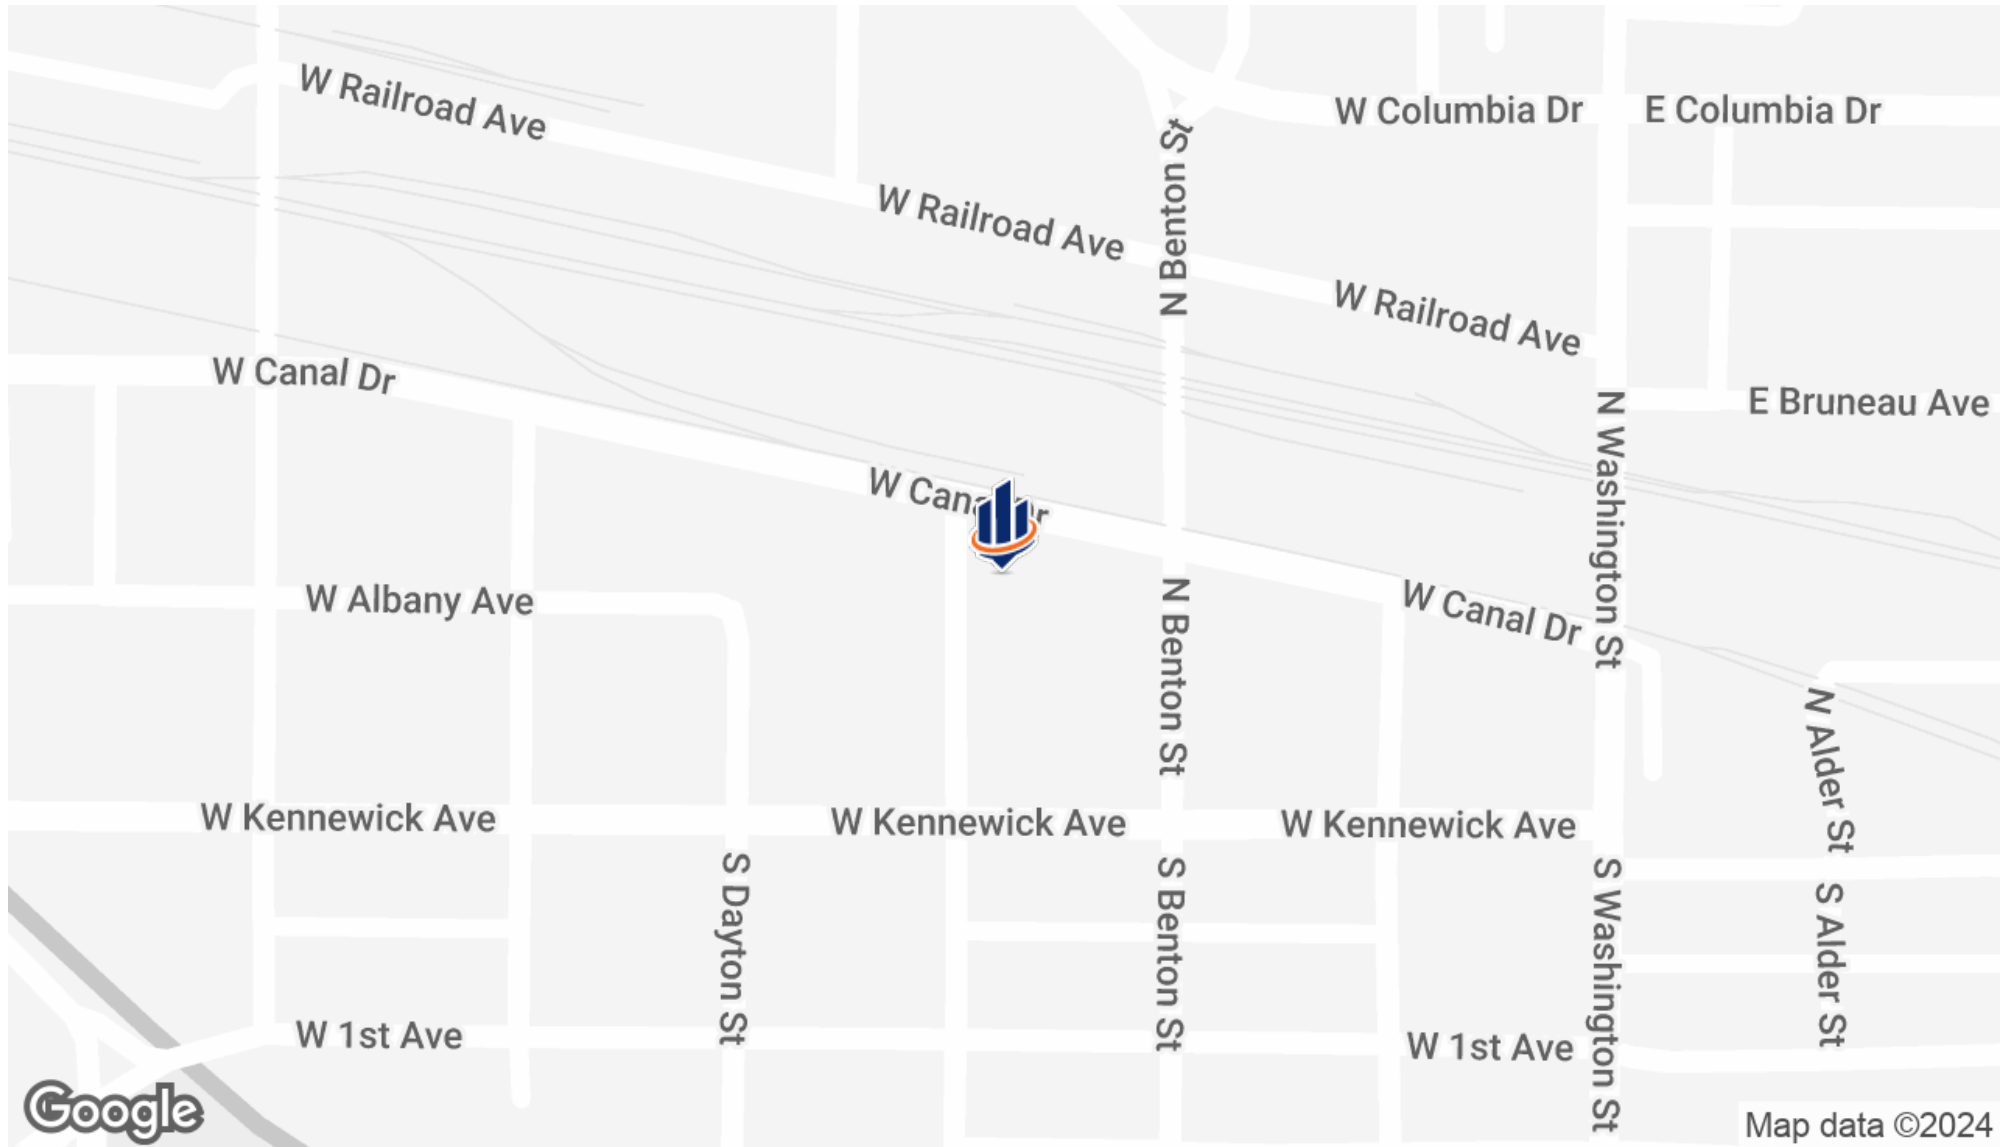 W Railroad Ave
W Columbia Dr
E Columbia Dr
N Benton St
W Railroad Ave
W Railroad Ave
W Canal Dr
E Bruneau Ave
N Washington St
W Canal Dr
W Albany Ave
W Canal Dr
N Benton St
N Alder St
W Kennewick Ave
W Kennewick Ave
W Kennewick Ave
S Dayton St
S Benton St
S Washington St
S Alder St
W 1st Ave
W 1st Ave
Google
Map data ©2024